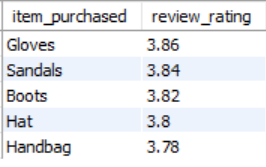 item_purchased review_rating
Gloves 3.86
Sandals 3.84
Boots 3.82
Hat 3.8
Handbag 3.78